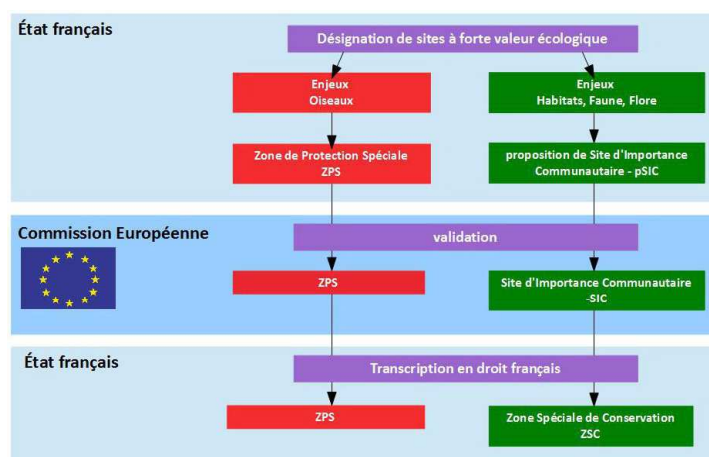 État français
Désignation de sites à forte valeur écologique
Enjeux
Oiseaux
Enjeux
Habitats, Faune, Flore
Zone de Protection Spéciale
ZPS
proposition de Site d'Importance
Communautaire - pSIC
Commission Européenne
validation
ZPS
Site d'Importance Communautaire
-SIC
État français
Transcription en droit français
ZPS
Zone Spéciale de Conservation
ZSC